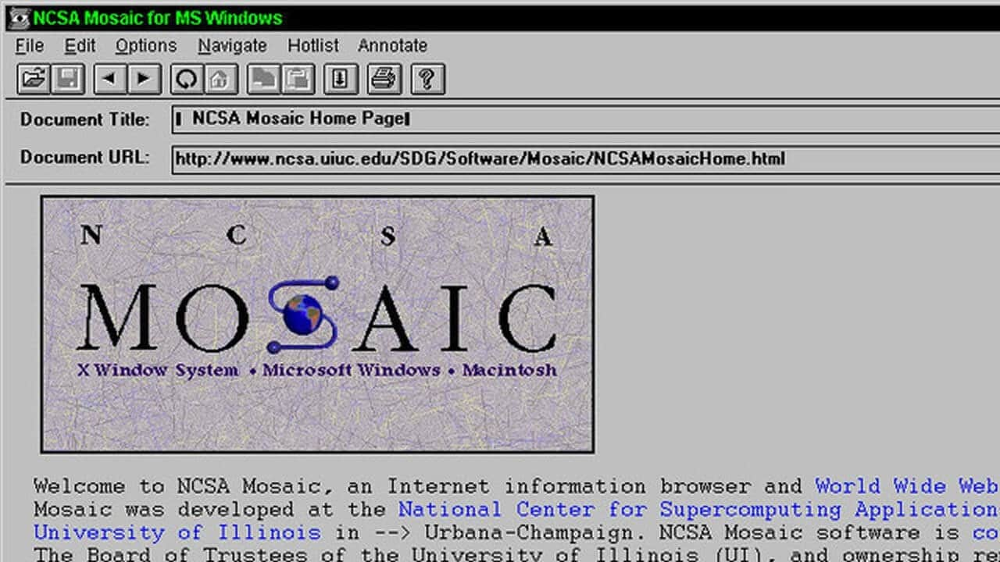 NCSA Mosaic for MS Windows
File Edit Options Navigate Hotlist Annotate
Document Title: NCSA Mosaic Home Page
Document URL: http://www.ncsa.uiuc.edu/SDG/Software/Mosaic/NCSAMosaicHome.html
N C S A
MOSAIC
X Window System • Microsoft Windows • Macintosh
Welcome to NCSA Mosaic, an Internet information browser and World Wide Web
Mosaic was developed at the National Center for Supercomputing Application
University of Illinois in --> Urbana-Champaign. NCSA Mosaic software is co
The Board of Trustees of the University of Illinois (UI), and ownership re